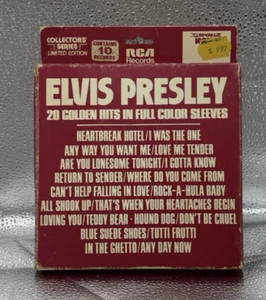 COLLECTORS'
SERIES
LIMITED EDITION
CONTAINS
10
RECORDS
RCA
Records
ELVIS PRESLEY
20 GOLDEN HITS IN FULL COLOR SLEEVES
HEARTBREAK HOTEL/I WAS THE ONE
ANY WAY YOU WANT ME/LOVE ME TENDER
ARE YOU LONESOME TONIGHT/I GOTTA KNOW
RETURN TO SENDER/WHERE DO YOU COME FROM
CAN'T HELP FALLING IN LOVE/ROCK-A-HULA BABY
ALL SHOOK UP/THAT'S WHEN YOUR HEARTACHES BEGIN
LOVING YOU/TEDDY BEAR · HOUND DOG/DON'T BE CRUEL
BLUE SUEDE SHOES/TUTTI FRUTTI
IN THE GHETTO/ANY DAY NOW